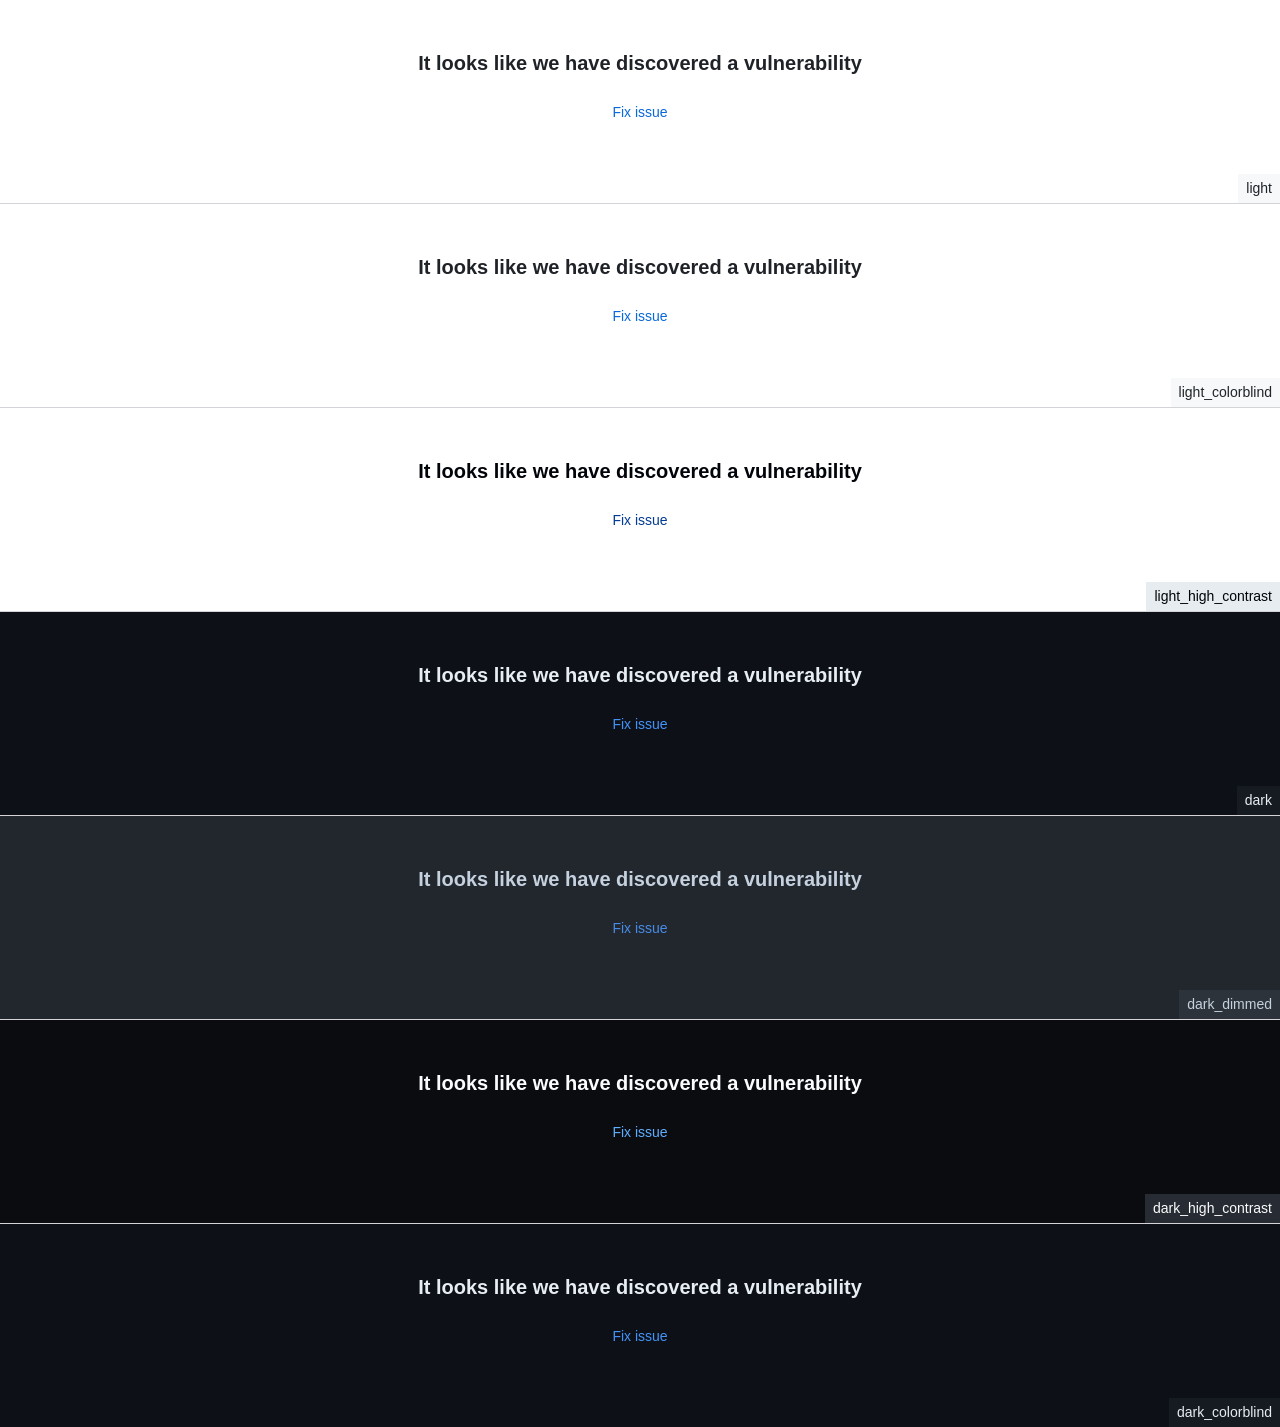 It looks like we have discovered a vulnerability
Fix issue
light
It looks like we have discovered a vulnerability
Fix issue
light_colorblind
It looks like we have discovered a vulnerability
Fix issue
light_high_contrast
It looks like we have discovered a vulnerability
Fix issue
dark
It looks like we have discovered a vulnerability
Fix issue
dark_dimmed
It looks like we have discovered a vulnerability
Fix issue
dark_high_contrast
It looks like we have discovered a vulnerability
Fix issue
dark_colorblind